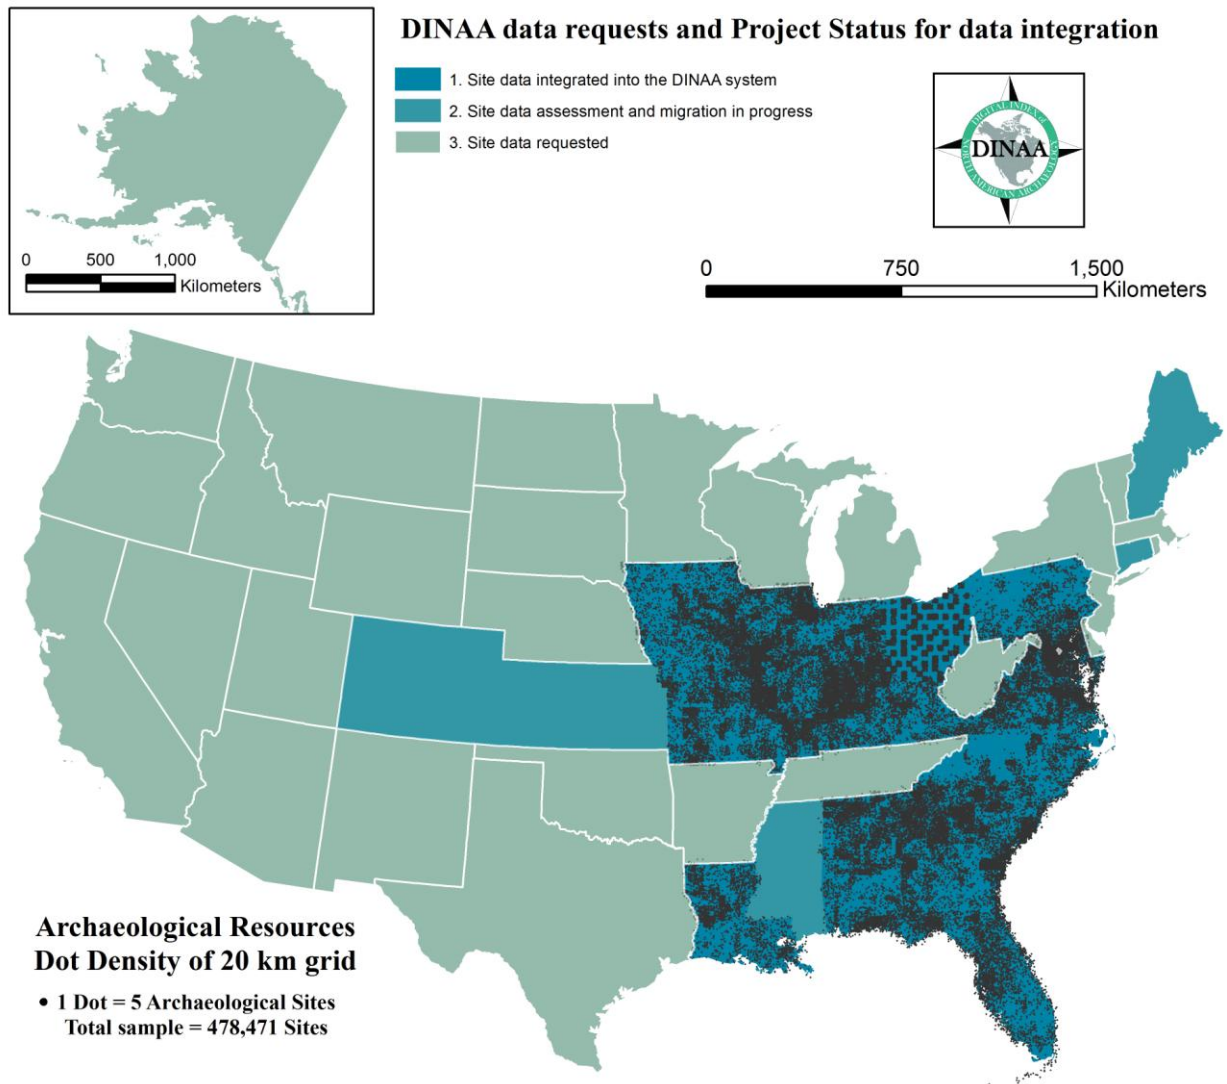 DINAA data requests and Project Status for data integration
1. Site data integrated into the DINAA system
2. Site data assessment and migration in progress
3. Site data requested
DIGITAL INDEX of
DINAA
NORTH AMERICAN ARCHAEOLOGY
0 500 1,000
Kilometers
0 750 1,500
Kilometers
Archaeological Resources
Dot Density of 20 km grid
• 1 Dot = 5 Archaeological Sites
Total sample = 478,471 Sites